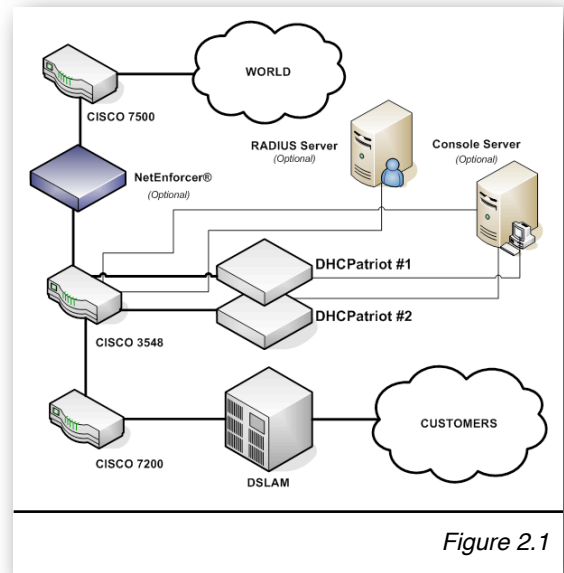 WORLD
CISCO 7500
RADIUS Server
(Optional)
Console Server
(Optional)
NetEnforcer®
(Optional)
DHCPatriot #1
DHCPatriot #2
CISCO 3548
CUSTOMERS
CISCO 7200
DSLAM
Figure 2.1